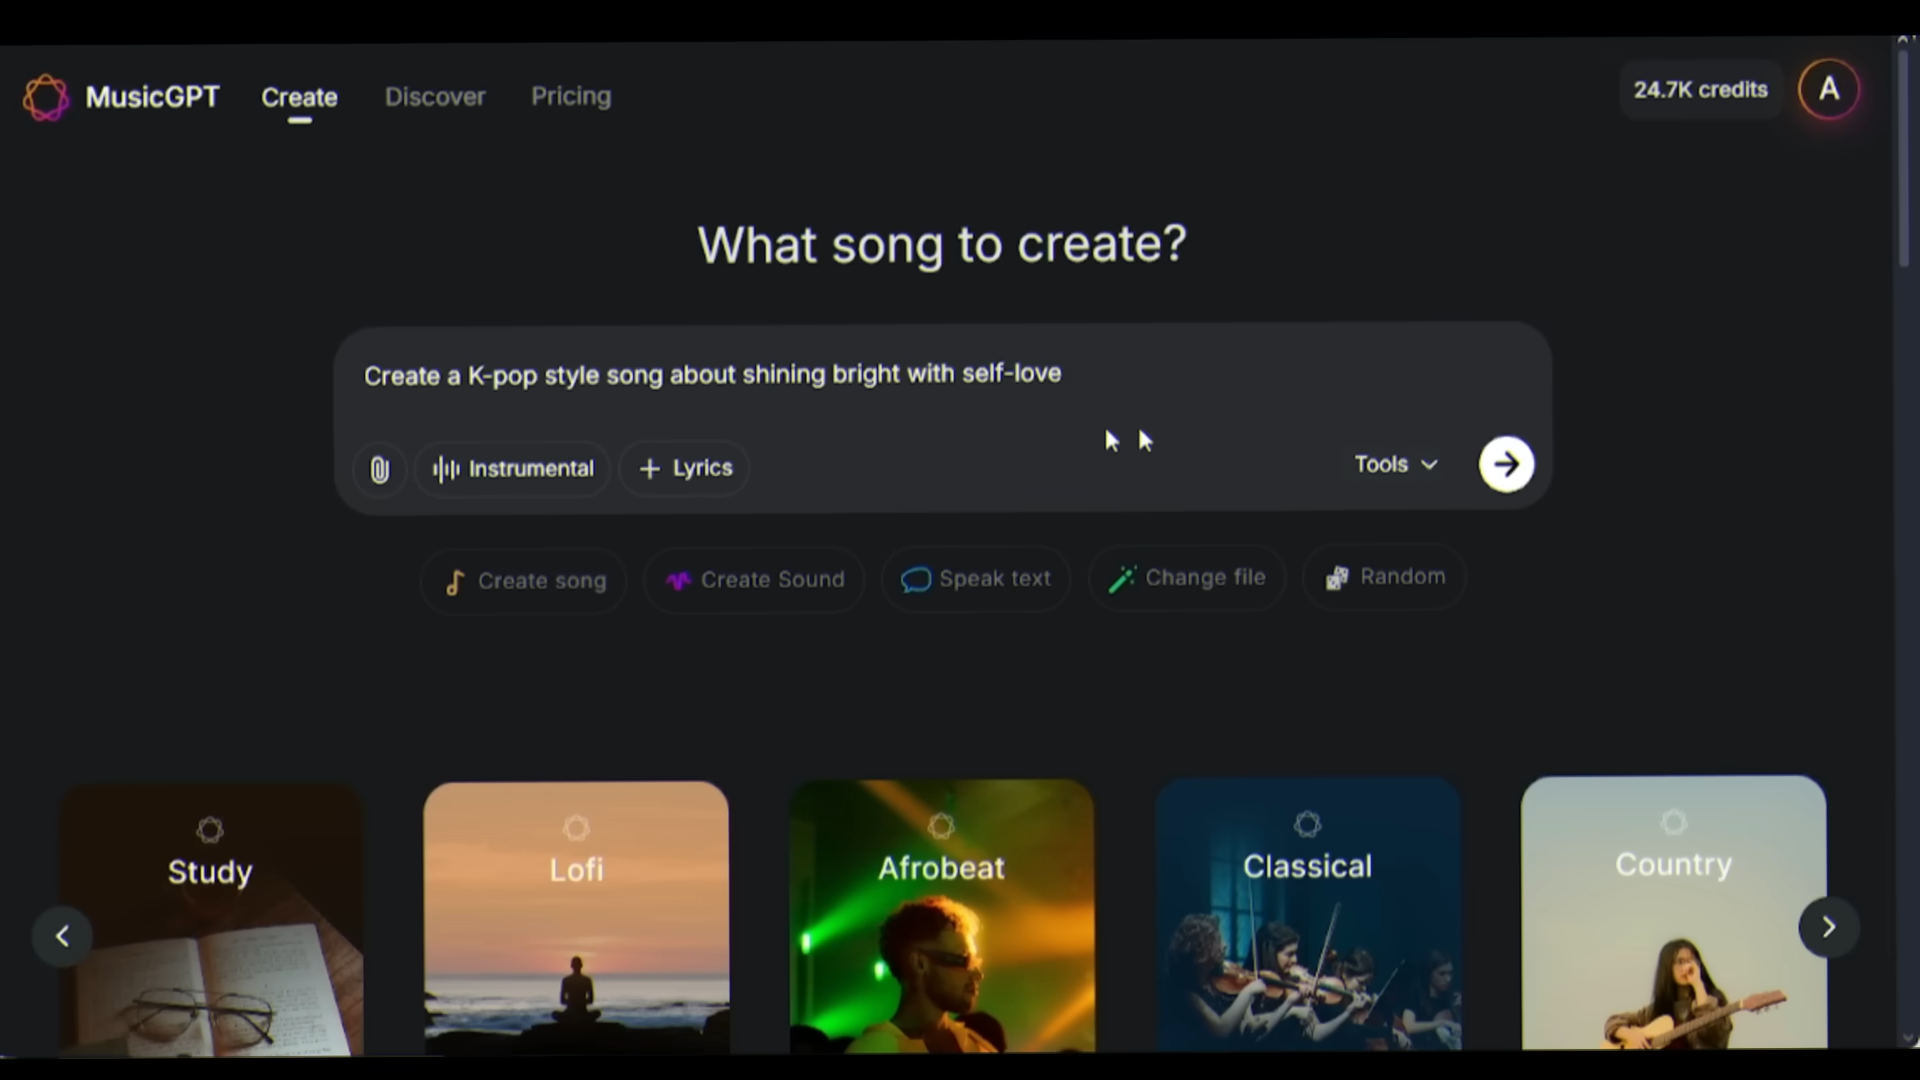 MusicGPT
Create
Discover
Pricing
24.7K credits
A
What song to create?
Create a K-pop style song about shining bright with self-love
Instrumental
+ Lyrics
Tools
Create song
Create Sound
Speak text
Change file
Random
Study
Lofi
Afrobeat
Classical
Country